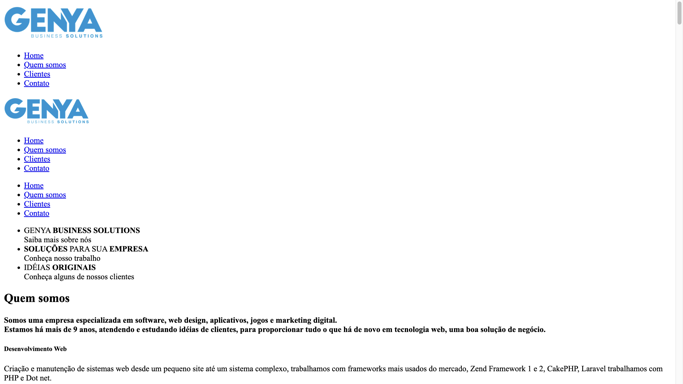 GENYA
BUSINESS SOLUTIONS
Home
Quem somos
Clientes
Contato
GENYA
BUSINESS SOLUTIONS
Home
Quem somos
Clientes
Contato
Home
Quem somos
Clientes
Contato
GENYA BUSINESS SOLUTIONS
Saiba mais sobre nós
SOLUÇÕES PARA SUA EMPRESA
Conheça nosso trabalho
IDÉIAS ORIGINAIS
Conheça alguns de nossos clientes
Quem somos
Somos uma empresa especializada em software, web design, aplicativos, jogos e marketing digital.
Estamos há mais de 9 anos, atendendo e estudando idéias de clientes, para proporcionar tudo o que há de novo em tecnologia web, uma boa solução de negócio.
Desenvolvimento Web
Criação e manutenção de sistemas web desde um pequeno site até um sistema complexo, trabalhamos com frameworks mais usados do mercado, Zend Framework 1 e 2, CakePHP, Laravel trabalhamos com
PHP e Dot net.